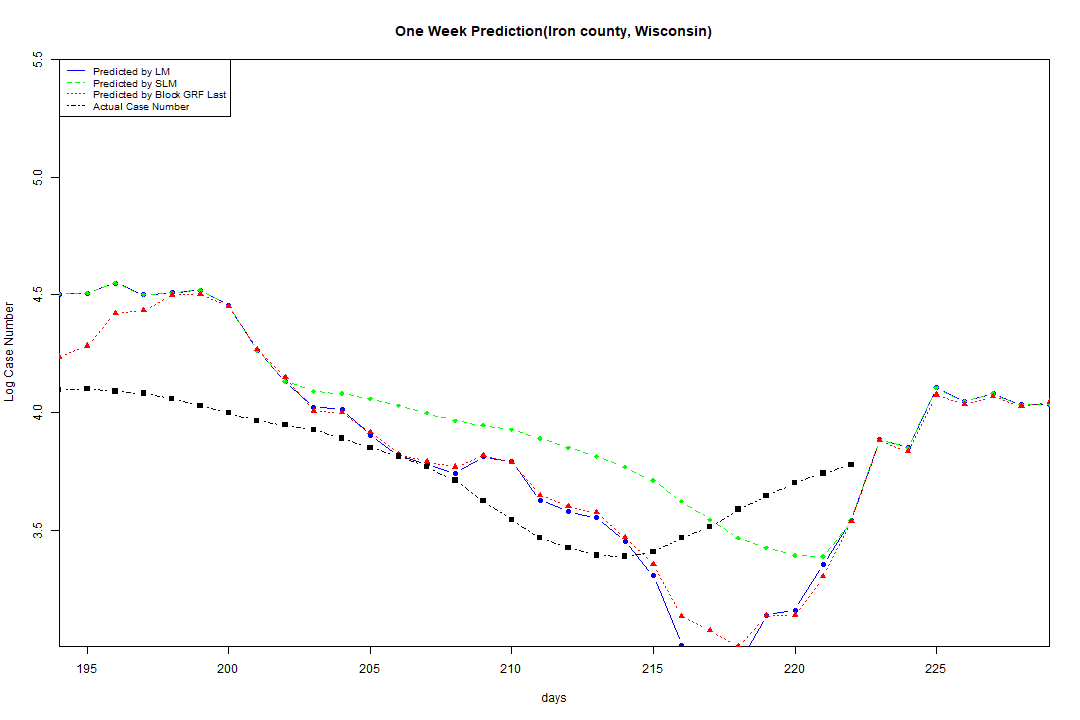 One Week Prediction(Iron county, Wisconsin)
Predicted by LM
Predicted by SLM
Predicted by Block GRF Last
Actual Case Number
Log Case Number
5.5
5.0
4.5
4.0
3.5
195 200 205 210 215 220 225
days